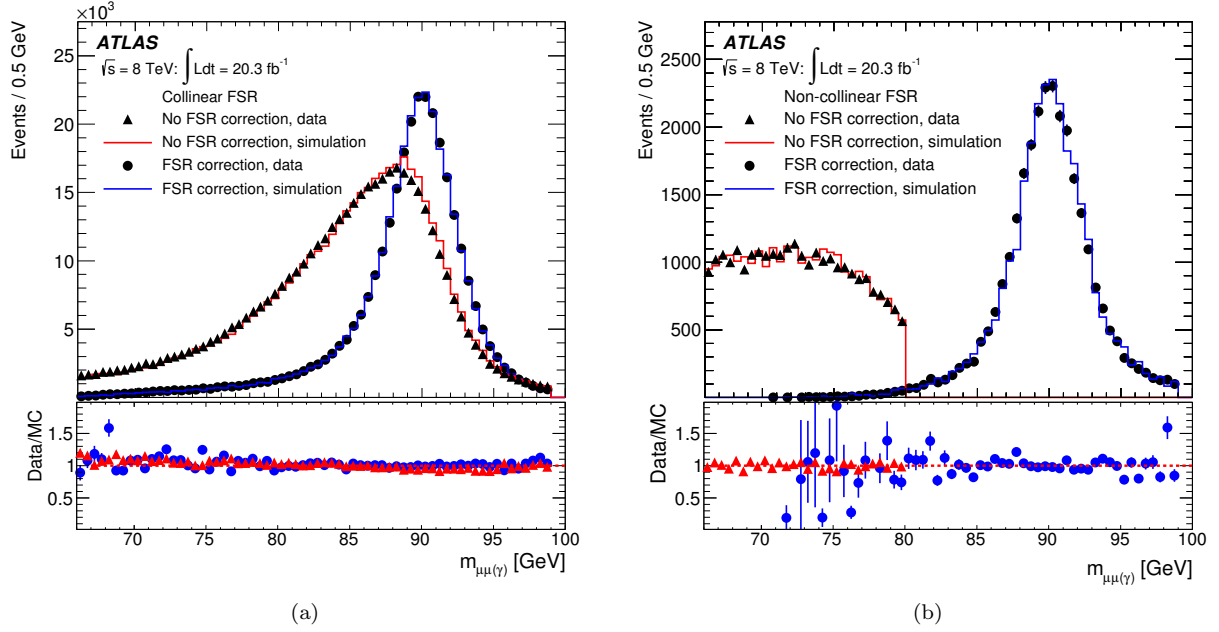 ×10³
Events / 0.5 GeV
25
20
15
10
5
ATLAS
√s = 8 TeV: ∫ Ldt = 20.3 fb⁻¹
Collinear FSR
No FSR correction, data
No FSR correction, simulation
FSR correction, data
FSR correction, simulation
Data/MC
1.5
1
0.5
70 75 80 85 90 95 100
m_μμ(γ) [GeV]
(a)
Events / 0.5 GeV
2500
2000
1500
1000
500
ATLAS
√s = 8 TeV: ∫ Ldt = 20.3 fb⁻¹
Non-collinear FSR
No FSR correction, data
No FSR correction, simulation
FSR correction, data
FSR correction, simulation
Data/MC
1.5
1
0.5
70 75 80 85 90 95 100
m_μμ(γ) [GeV]
(b)